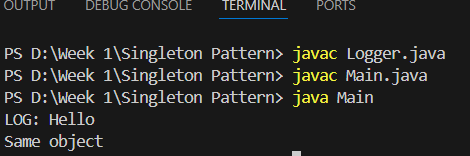 OUTPUT DEBUG CONSOLE TERMINAL PORTS
PS D:\Week 1\Singleton Pattern> javac Logger.java
PS D:\Week 1\Singleton Pattern> javac Main.java
PS D:\Week 1\Singleton Pattern> java Main
LOG: Hello
Same object